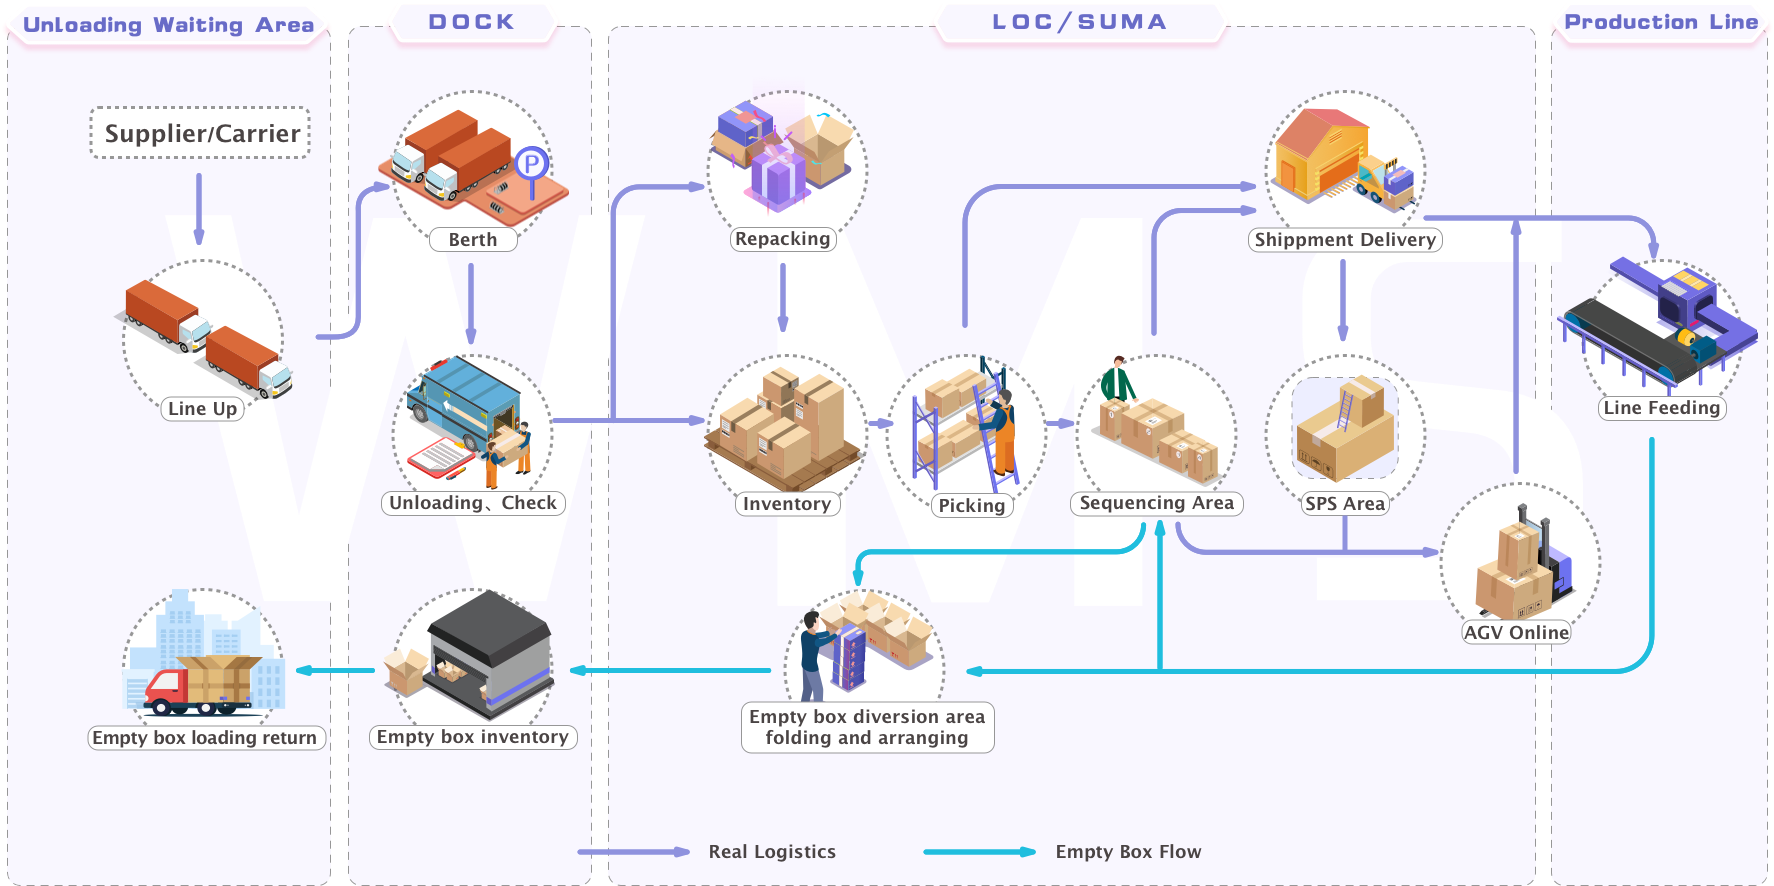 Unloading Waiting Area
DOCK
LOC/SUMA
Production Line
Supplier/Carrier
P
Berth
Repacking
Shippment Delivery
Line Up
Line Feeding
Unloading、Check
Inventory
Picking
Sequencing Area
SPS Area
AGV Online
Empty box loading return
Empty box inventory
Empty box diversion area
folding and arranging
Real Logistics
Empty Box Flow